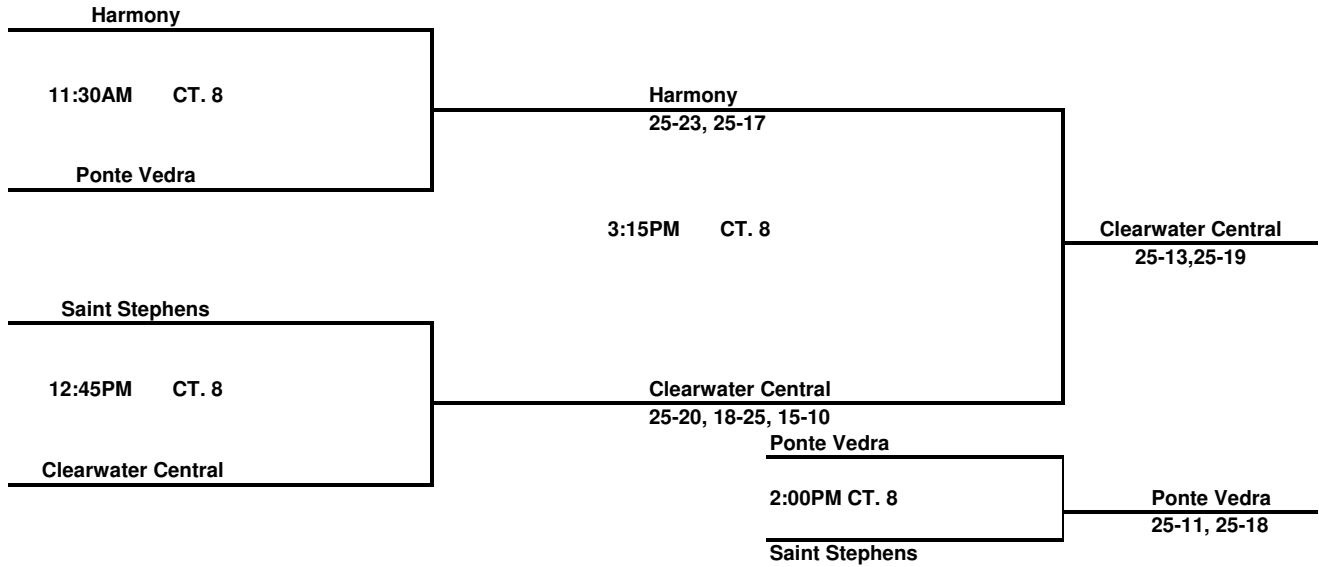 Harmony
11:30AM CT. 8
Harmony
25-23, 25-17
Ponte Vedra
3:15PM CT. 8
Clearwater Central
25-13,25-19
Saint Stephens
12:45PM CT. 8
Clearwater Central
25-20, 18-25, 15-10
Ponte Vedra
Clearwater Central
2:00PM CT. 8
Ponte Vedra
25-11, 25-18
Saint Stephens